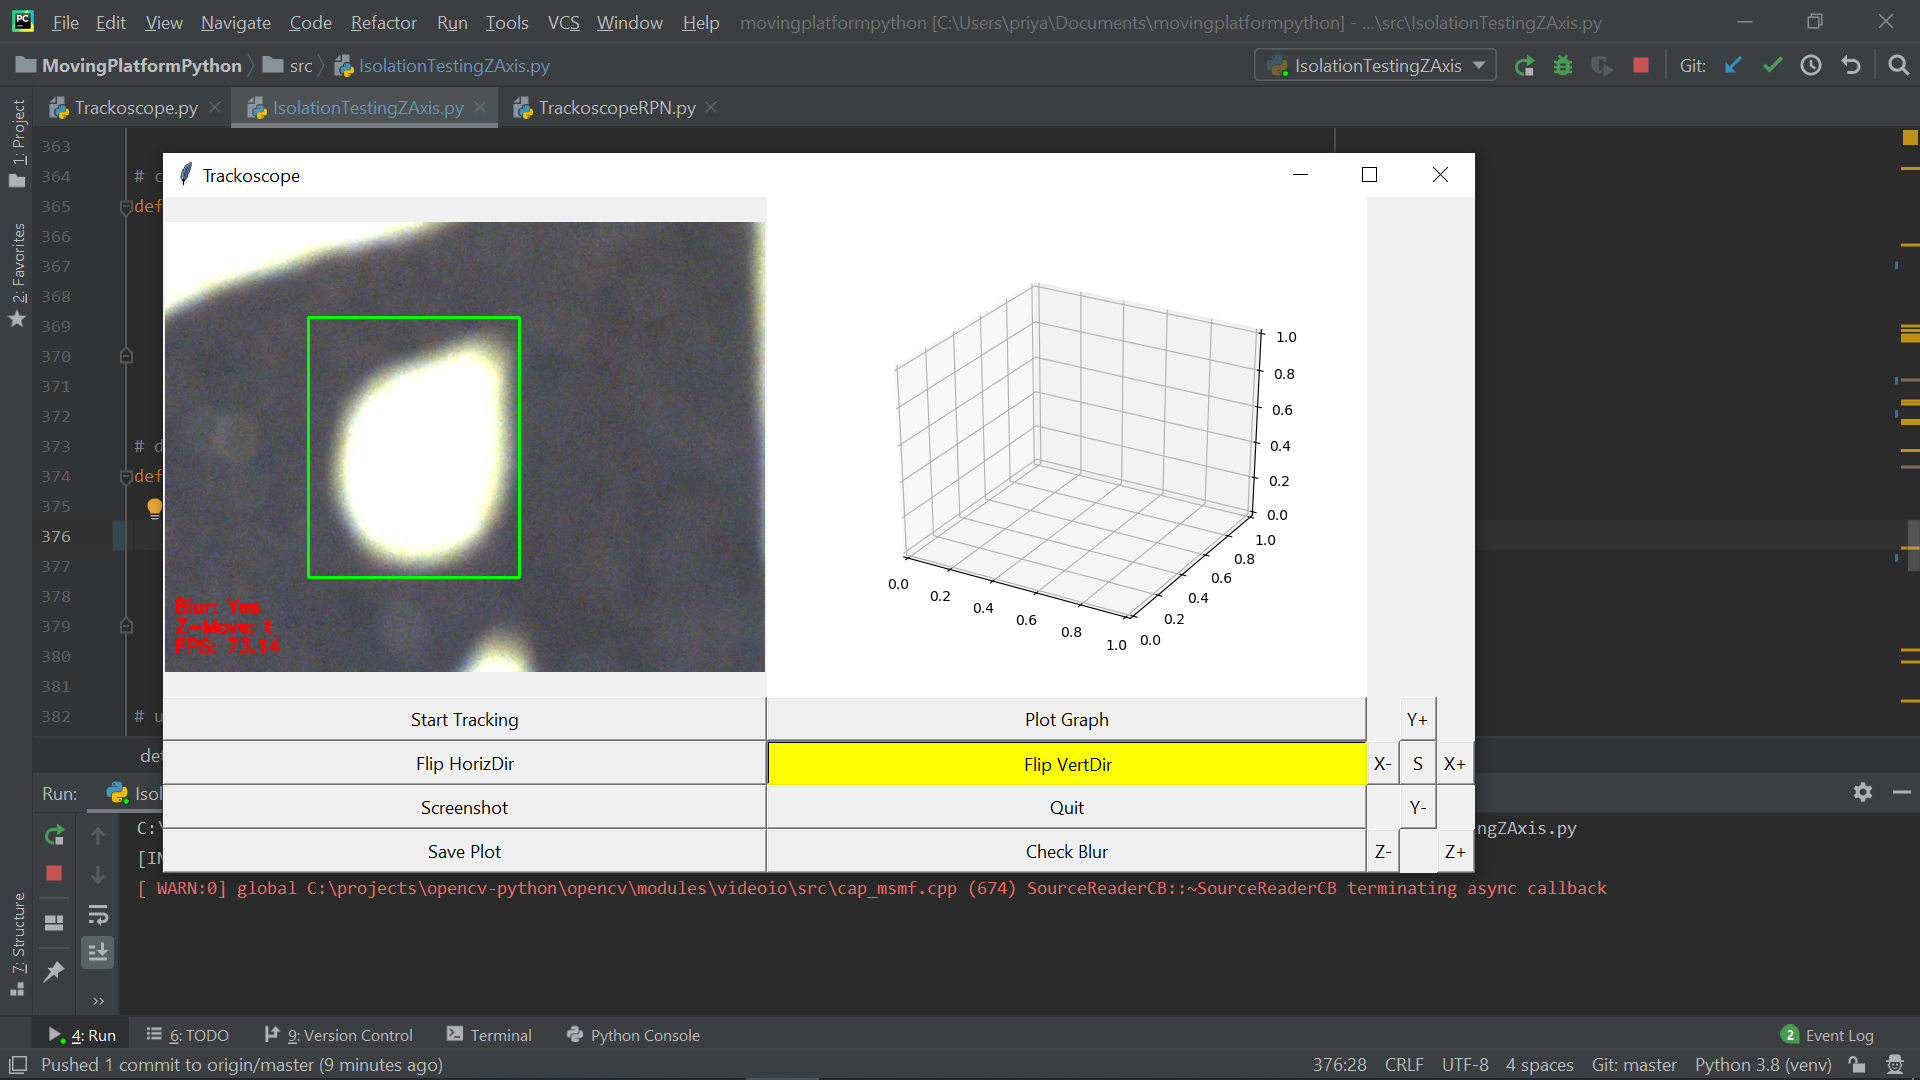 PC File Edit View Navigate Code Refactor Run Tools VCS Window Help movingplatformpython [C:\Users\priya\Documents\movingplatformpython] - ...\src\IsolationTestingZAxis.py
MovingPlatformPython src IsolationTestingZAxis.py IsolationTestingZAxis Git:
Trackoscope.py IsolationTestingZAxis.py TrackoscopeRPN.py
1: Project
2: Favorites
7: Structure
363
364 # c
365 def
366
367
368
369
370
371
372
373 # d
374 def
375
376
377
378
379
380
381
382 # u
Trackoscope
Blur: Yes
Z-Move: t
FPS: 73.14
1.0
0.8
0.6
0.4
0.2
0.0
1.0
0.8
0.6
0.4
0.2
0.0
0.0
0.2
0.4
0.6
0.8
1.0
Start Tracking Plot Graph Y+
Flip HorizDir Flip VertDir X- S X+
Screenshot Quit Y-
Save Plot Check Blur Z- Z+
def
Run: Isol
C:\ ngZAxis.py
[IN
[ WARN:0] global C:\projects\opencv-python\opencv\modules\videoio\src\cap_msmf.cpp (674) SourceReaderCB::~SourceReaderCB terminating async callback
4: Run 6: TODO 9: Version Control Terminal Python Console 2 Event Log
Pushed 1 commit to origin/master (9 minutes ago) 376:28 CRLF UTF-8 4 spaces Git: master Python 3.8 (venv)